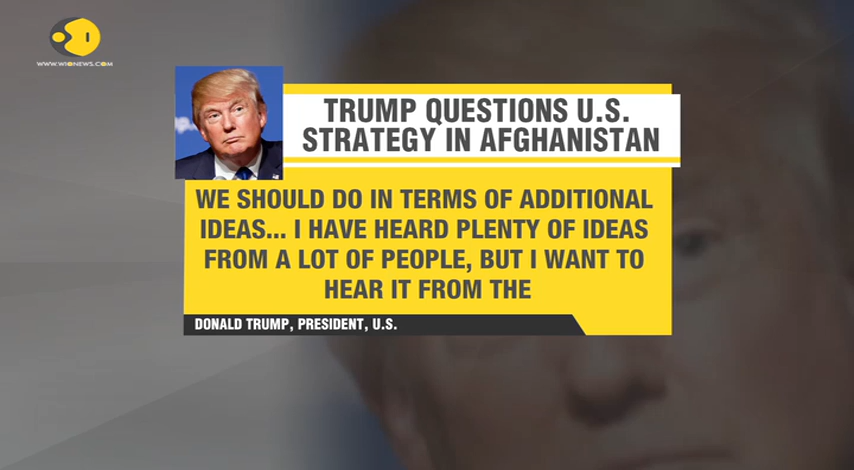 WWW.WIONEWS.COM
TRUMP QUESTIONS U.S.
STRATEGY IN AFGHANISTAN
WE SHOULD DO IN TERMS OF ADDITIONAL
IDEAS... I HAVE HEARD PLENTY OF IDEAS
FROM A LOT OF PEOPLE, BUT I WANT TO
HEAR IT FROM THE
DONALD TRUMP, PRESIDENT, U.S.